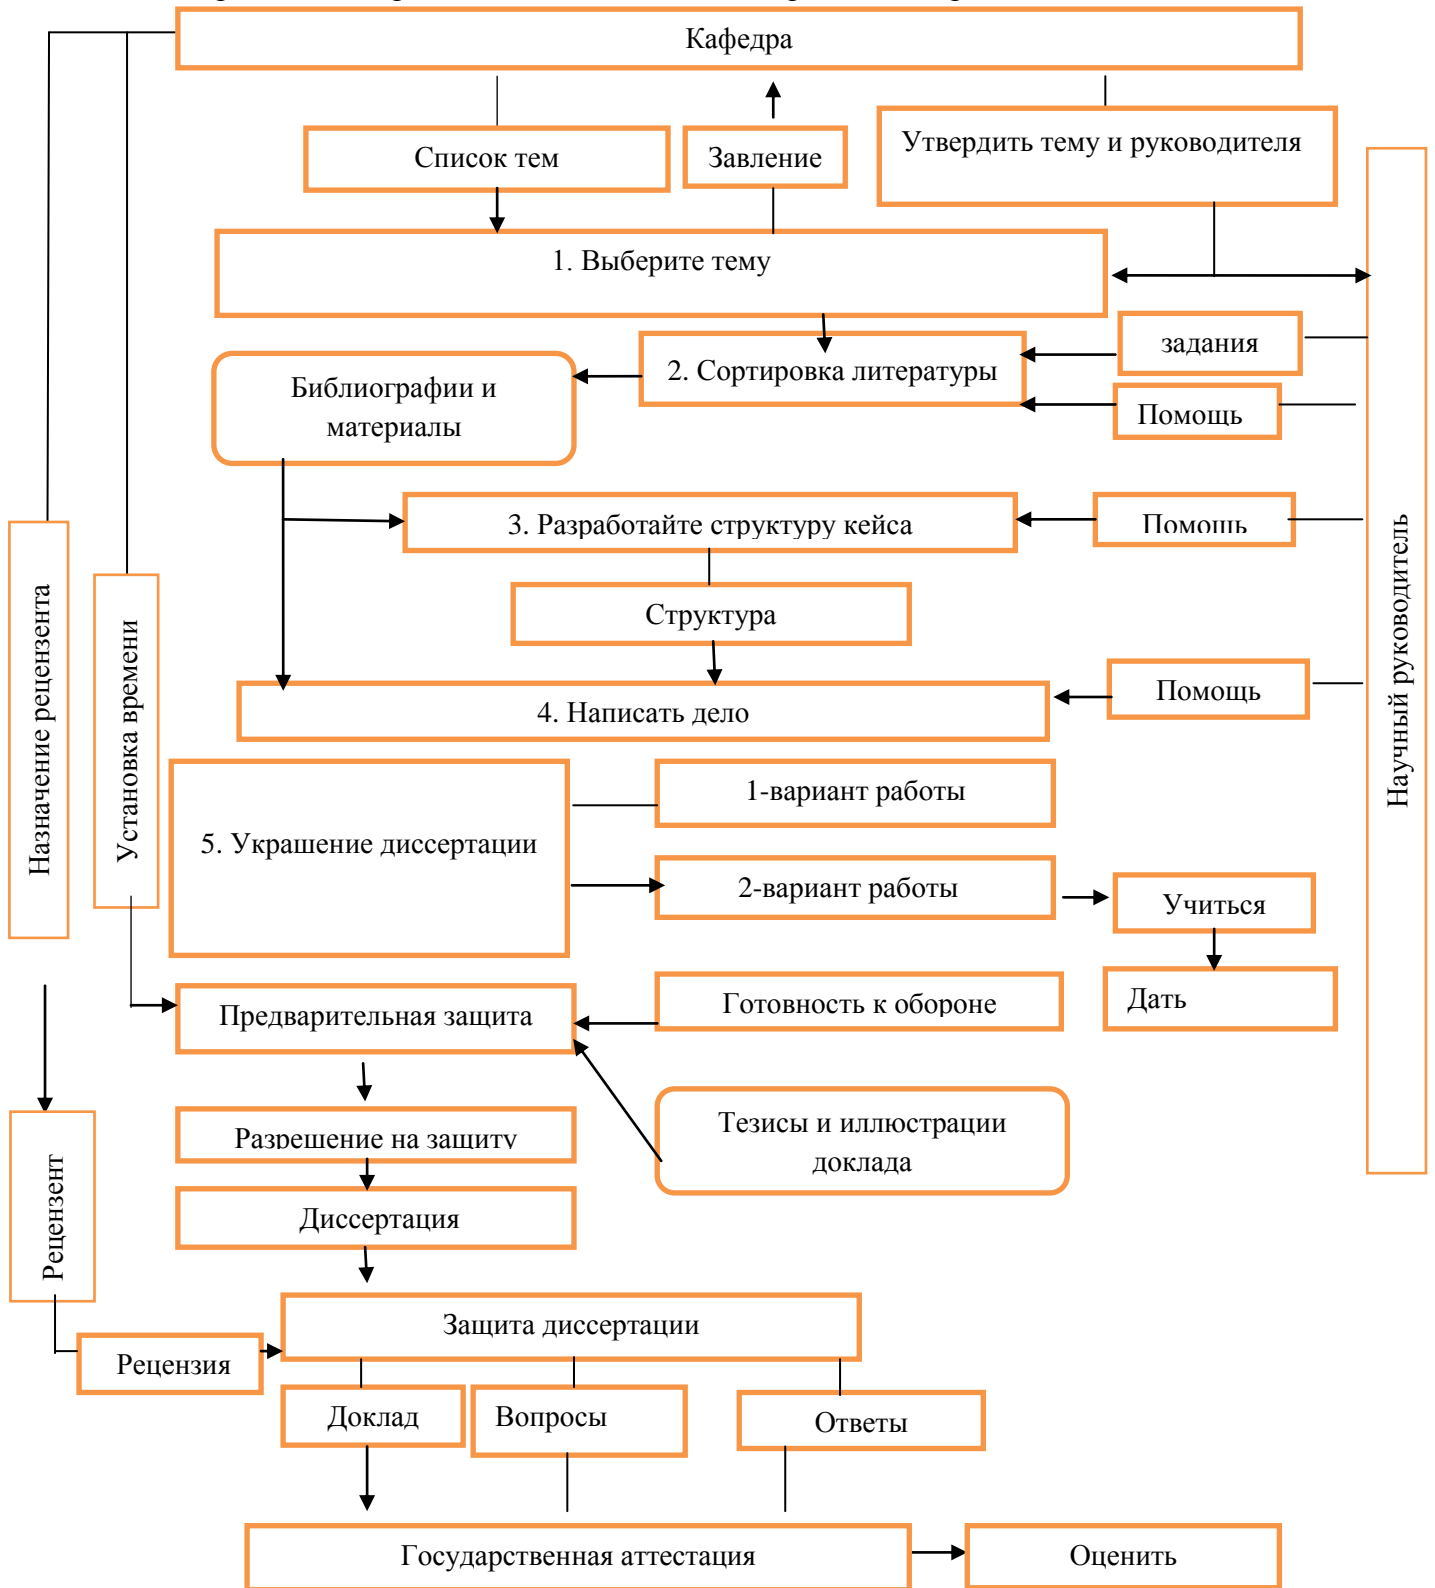 Кафедра
Список тем
Завление
Утвердить тему и руководителя
1. Выберите тему
задания
2. Сортировка литературы
Библиографии и
материалы
Помощь
3. Разработайте структуру кейса
Помощь
Структура
4. Написать дело
Помощь
Научный руководитель
Назначение рецензента
Установка времени
5. Украшение диссертации
1-вариант работы
2-вариант работы
Учиться
Дать
Предварительная защита
Готовность к обороне
Тезисы и иллюстрации
доклада
Разрешение на защиту
Диссертация
Рецензент
Защита диссертации
Рецензия
Доклад
Вопросы
Ответы
Государственная аттестация
Оценить